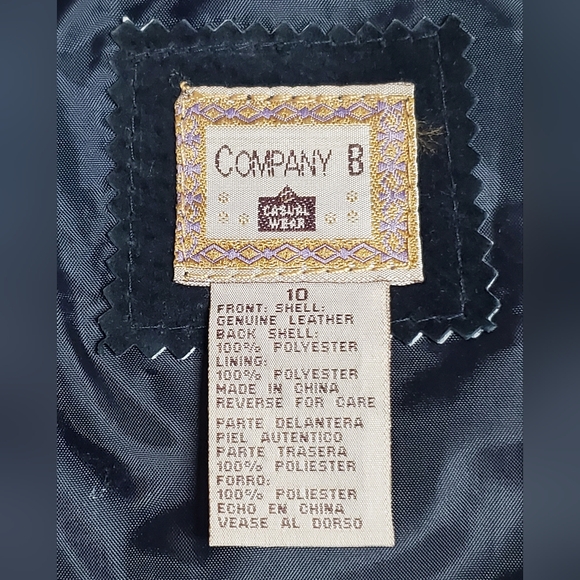 COMPANY B
CASUAL
WEAR
10
FRONT: SHELL:
GENUINE LEATHER
BACK SHELL:
100% POLYESTER
LINING:
100% POLYESTER
MADE IN CHINA
REVERSE FOR CARE
PARTE DELANTERA
PIEL AUTENTICO
PARTE TRASERA
100% POLIESTER
FORRO:
100% POLIESTER
ECHO EN CHINA
VEASE AL DORSO